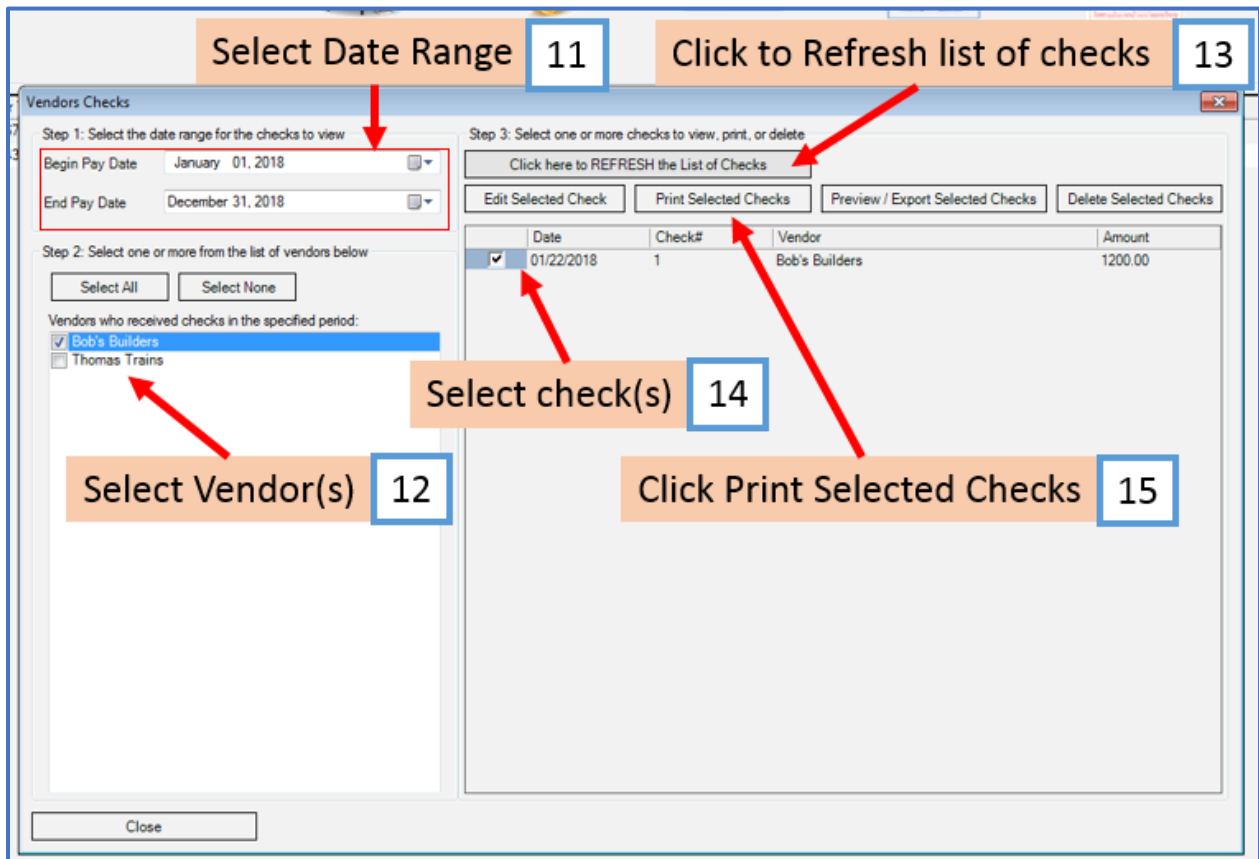 Select Date Range 11
Click to Refresh list of checks 13
Vendors Checks
Step 1: Select the date range for the checks to view
Begin Pay Date January 01, 2018
End Pay Date December 31, 2018
Step 2: Select one or more from the list of vendors below
Select All Select None
Vendors who received checks in the specified period:
Bob's Builders
Thomas Trains
Select Vendor(s) 12
Close
Step 3: Select one or more checks to view, print, or delete
Click here to REFRESH the List of Checks
Edit Selected Check Print Selected Checks Preview / Export Selected Checks Delete Selected Checks
Date Check# Vendor Amount
01/22/2018 1 Bob's Builders 1200.00
Select check(s) 14
Click Print Selected Checks 15